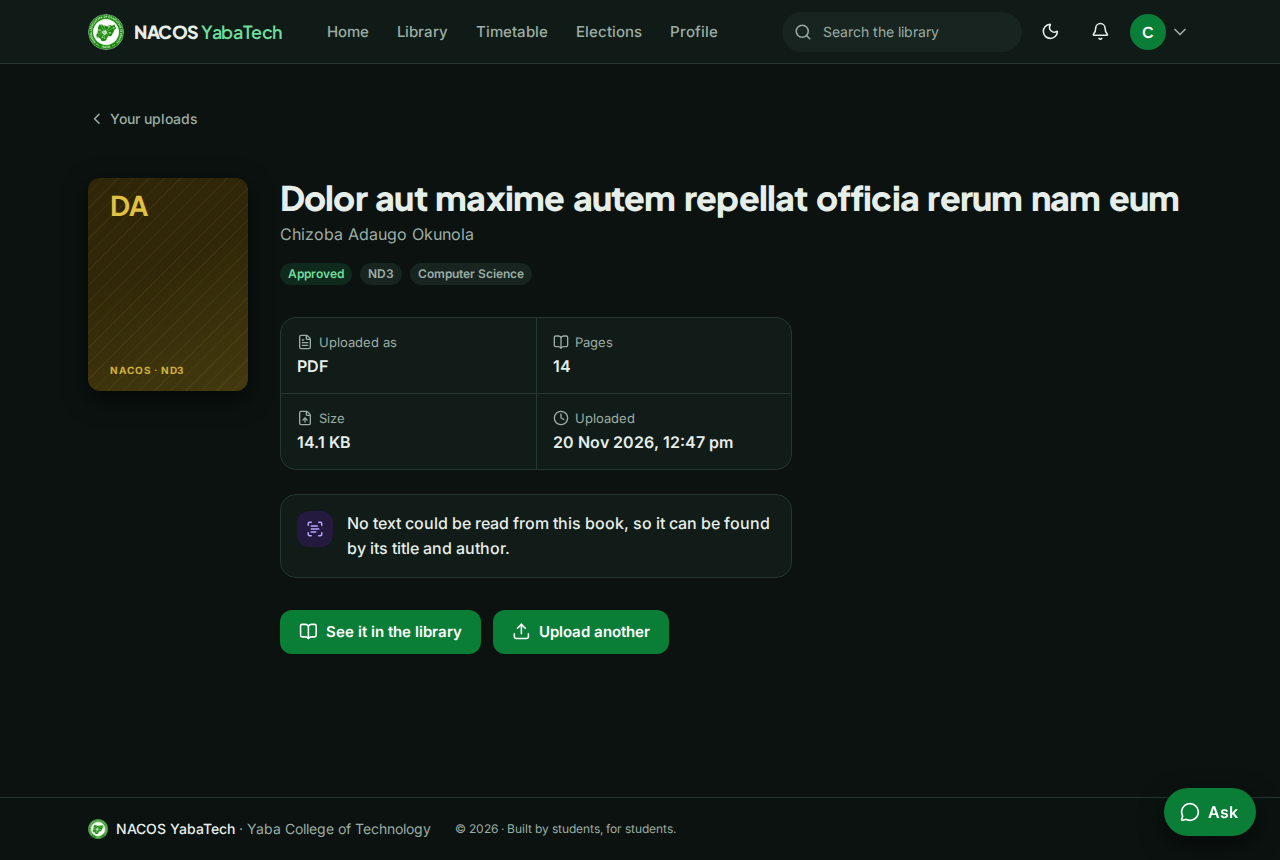 NACOS YabaTech
Home
Library
Timetable
Elections
Profile
Search the library
C
Your uploads
DA
NACOS · ND3
Dolor aut maxime autem repellat officia rerum nam eum
Chizoba Adaugo Okunola
Approved
ND3
Computer Science
Uploaded as
PDF
Pages
14
Size
14.1 KB
Uploaded
20 Nov 2026, 12:47 pm
No text could be read from this book, so it can be found
by its title and author.
See it in the library
Upload another
NACOS YabaTech · Yaba College of Technology
© 2026 · Built by students, for students.
Ask